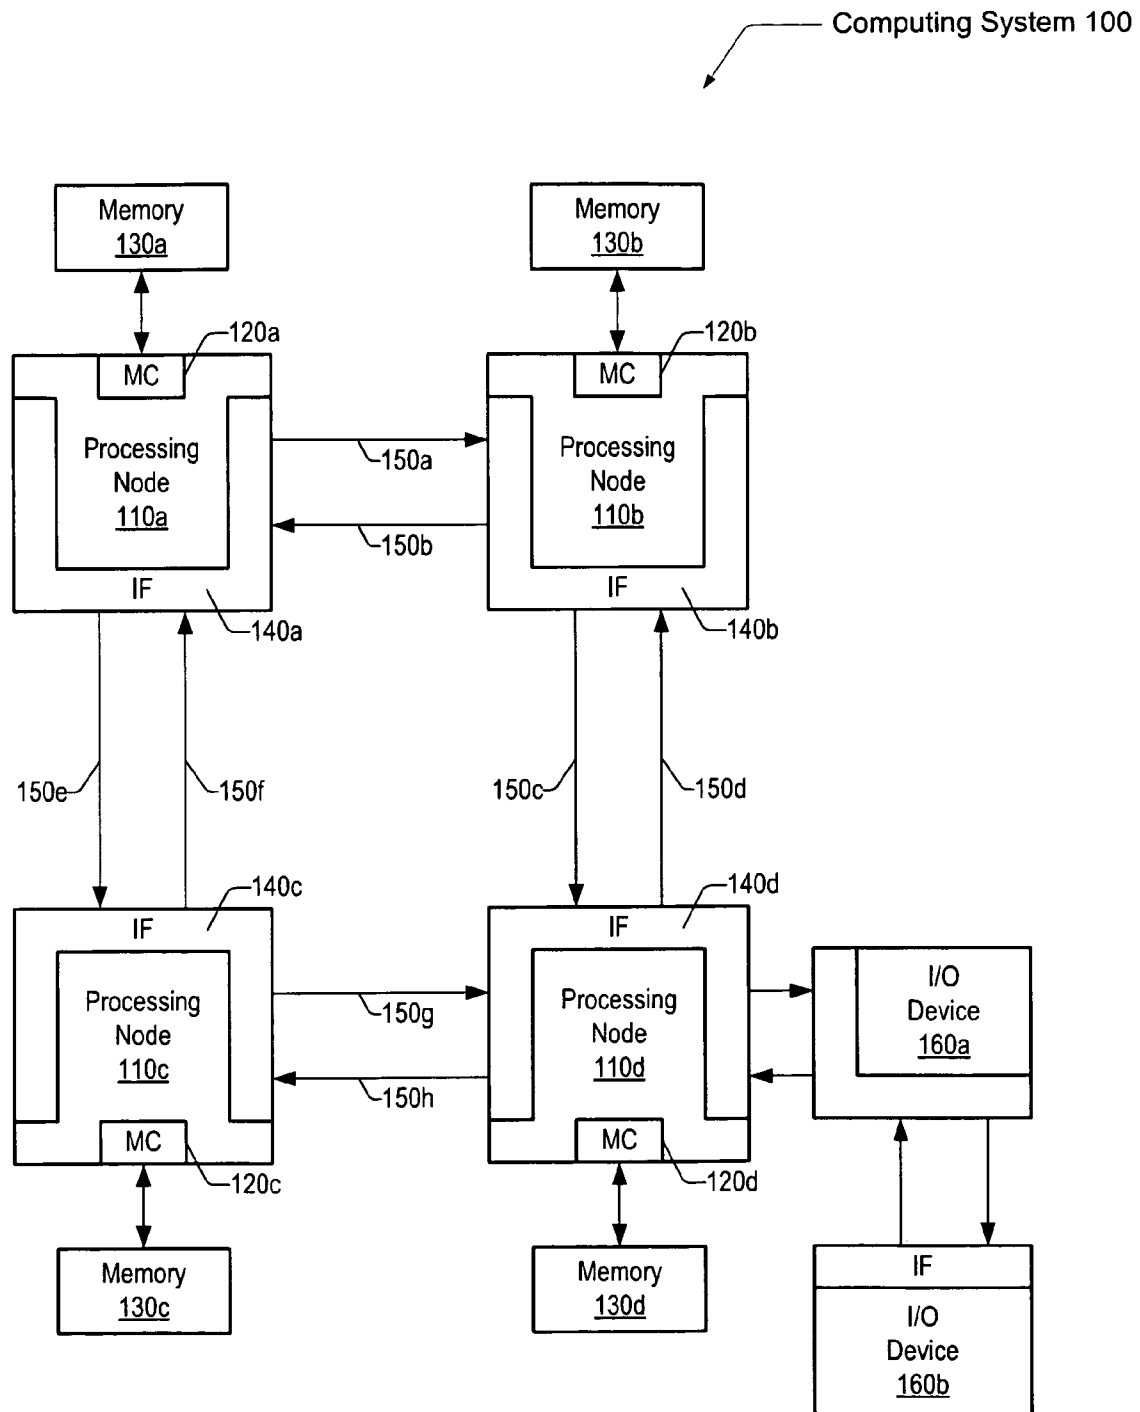 Computing System 100
Memory
130a
Memory
130b
120a
120b
MC
MC
Processing
Node
110a
Processing
Node
110b
150a
150b
IF
IF
140a
140b
150e
150f
150c
150d
140c
140d
IF
IF
Processing
Node
110c
Processing
Node
110d
150g
150h
I/O
Device
160a
MC
MC
120c
120d
Memory
130c
Memory
130d
IF
I/O
Device
160b